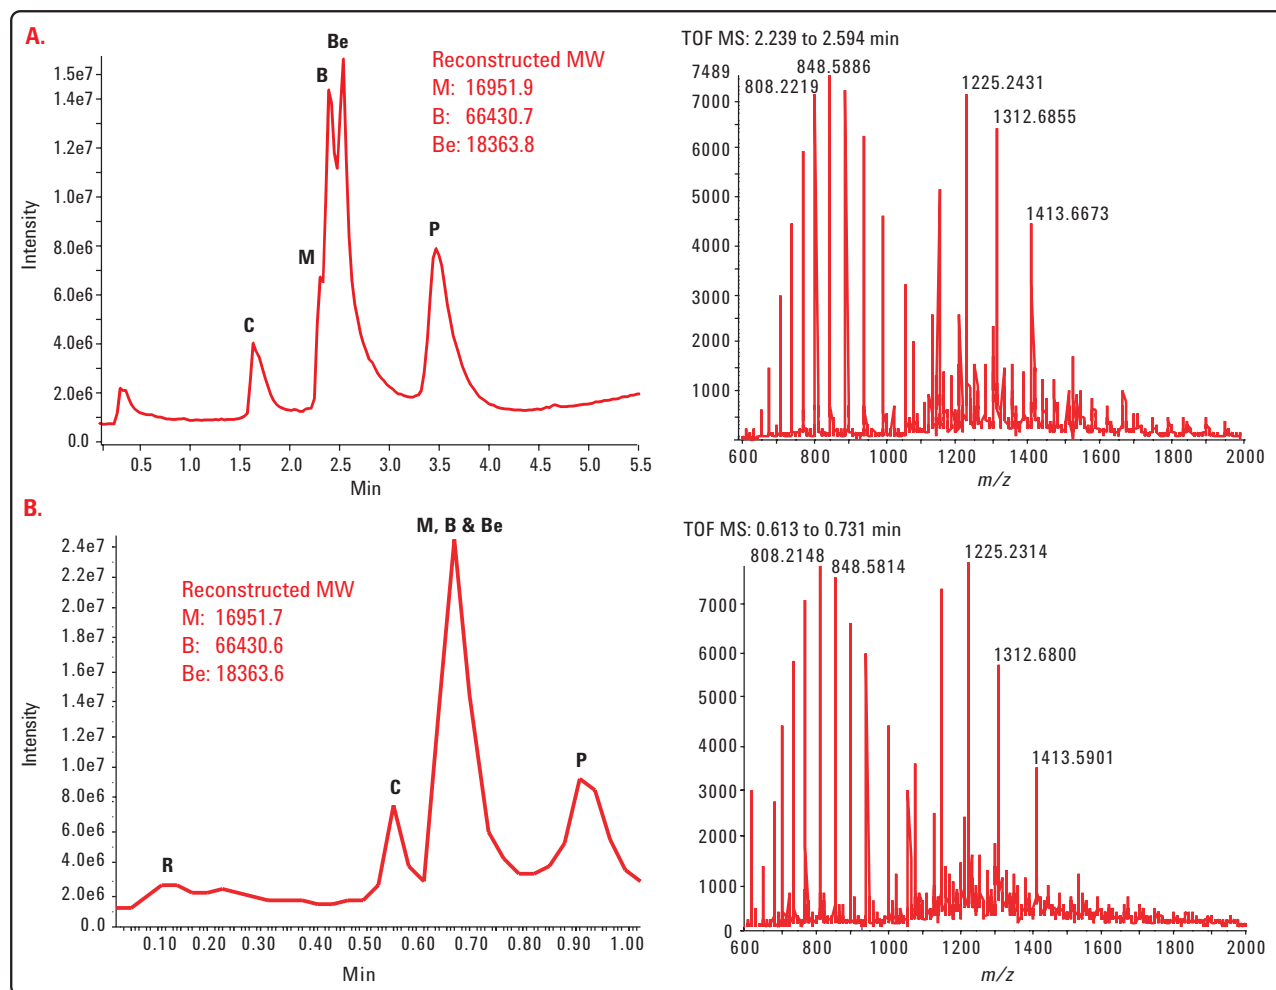 A.
Be
B
M
C
P
Reconstructed MW
M: 16951.9
B: 66430.7
Be: 18363.8
Intensity
1.5e7
1.4e7
1.2e7
1.0e7
8.0e6
6.0e6
4.0e6
2.0e6
0.0
0.5 1.0 1.5 2.0 2.5 3.0 3.5 4.0 4.5 5.0 5.5
Min
TOF MS: 2.239 to 2.594 min
7489
7000
6000
5000
4000
3000
2000
1000
0
808.2219
848.5886
1225.2431
1312.6855
1413.6673
600 800 1000 1200 1400 1600 1800 2000
m/z
B.
M, B & Be
R
C
P
Reconstructed MW
M: 16951.7
B: 66430.6
Be: 18363.6
Intensity
2.4e7
2.2e7
2.0e7
1.8e7
1.6e7
1.4e7
1.2e7
1.0e7
8.0e6
6.0e6
4.0e6
2.0e6
0.0
0.10 0.20 0.30 0.40 0.50 0.60 0.70 0.80 0.90 1.00
Min
TOF MS: 0.613 to 0.731 min
7000
6000
5000
4000
3000
2000
1000
0
808.2148
848.5814
1225.2314
1312.6800
1413.5901
600 800 1000 1200 1400 1600 1800 2000
m/z